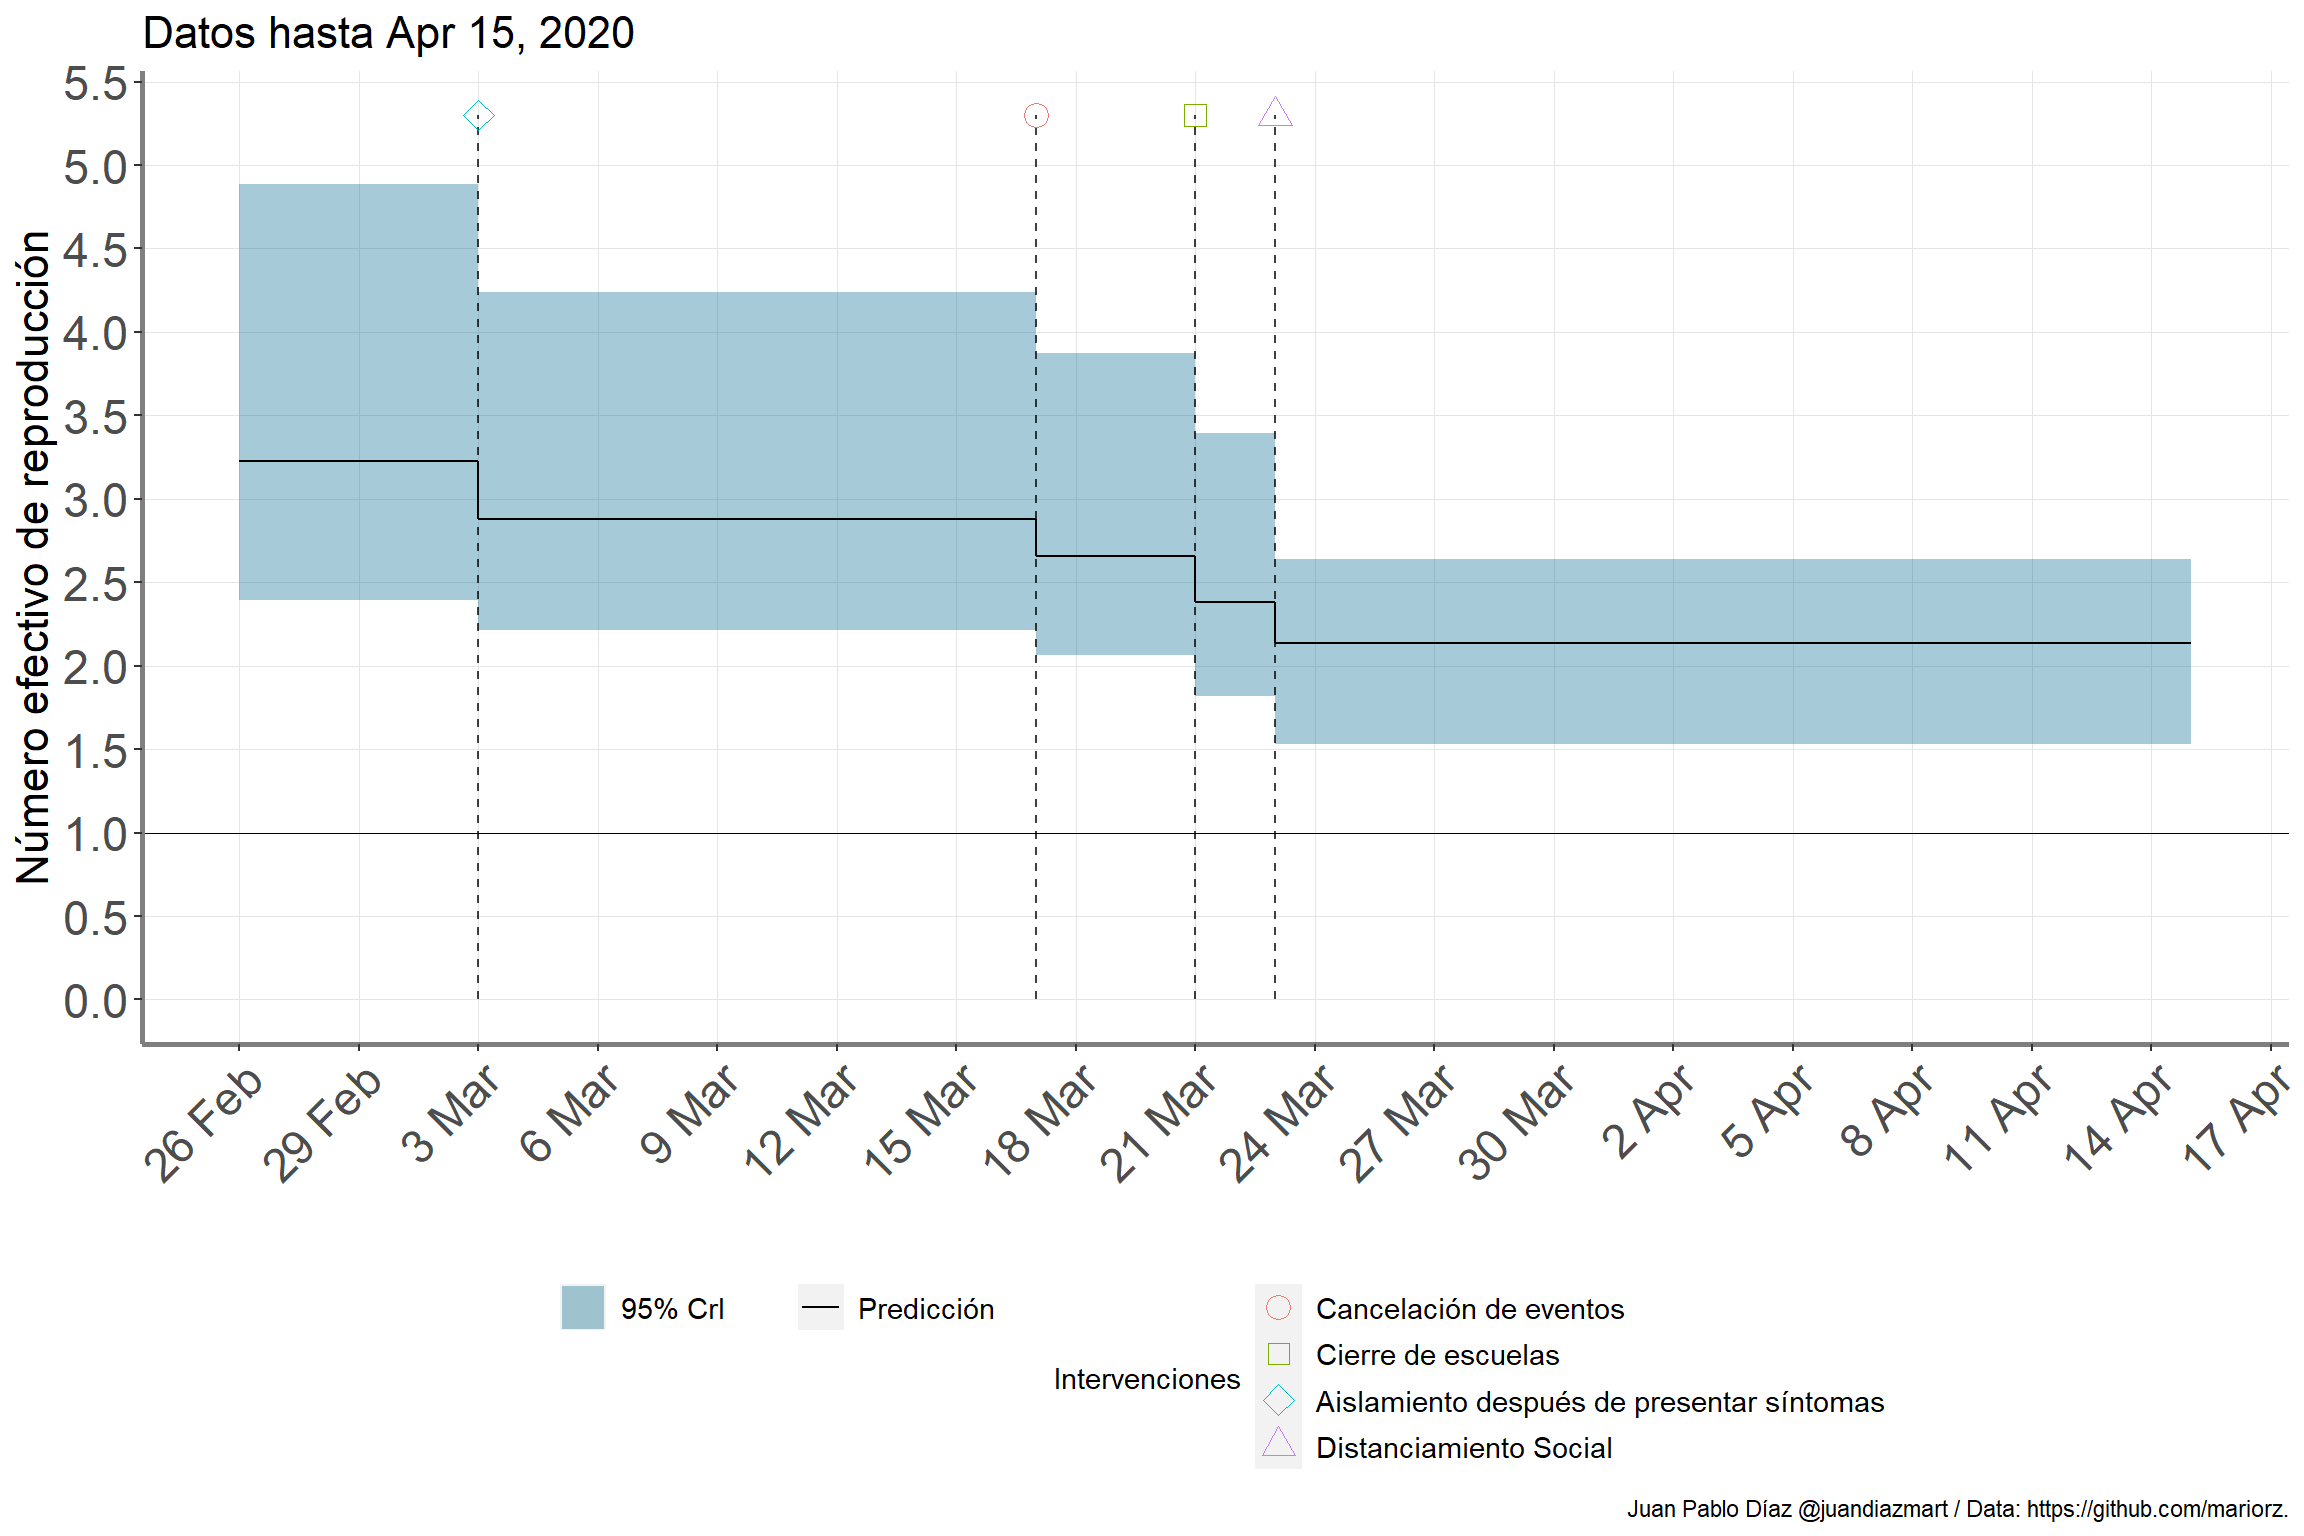 Datos hasta Apr 15, 2020
Número efectivo de reproducción
5.5
5.0
4.5
4.0
3.5
3.0
2.5
2.0
1.5
1.0
0.5
0.0
26 Feb
29 Feb
3 Mar
6 Mar
9 Mar
12 Mar
15 Mar
18 Mar
21 Mar
24 Mar
27 Mar
30 Mar
2 Apr
5 Apr
8 Apr
11 Apr
14 Apr
17 Apr
95% CrI
Predicción
Intervenciones
Cancelación de eventos
Cierre de escuelas
Aislamiento después de presentar síntomas
Distanciamiento Social
Juan Pablo Díaz @juandiazmart / Data: https://github.com/mariorz.